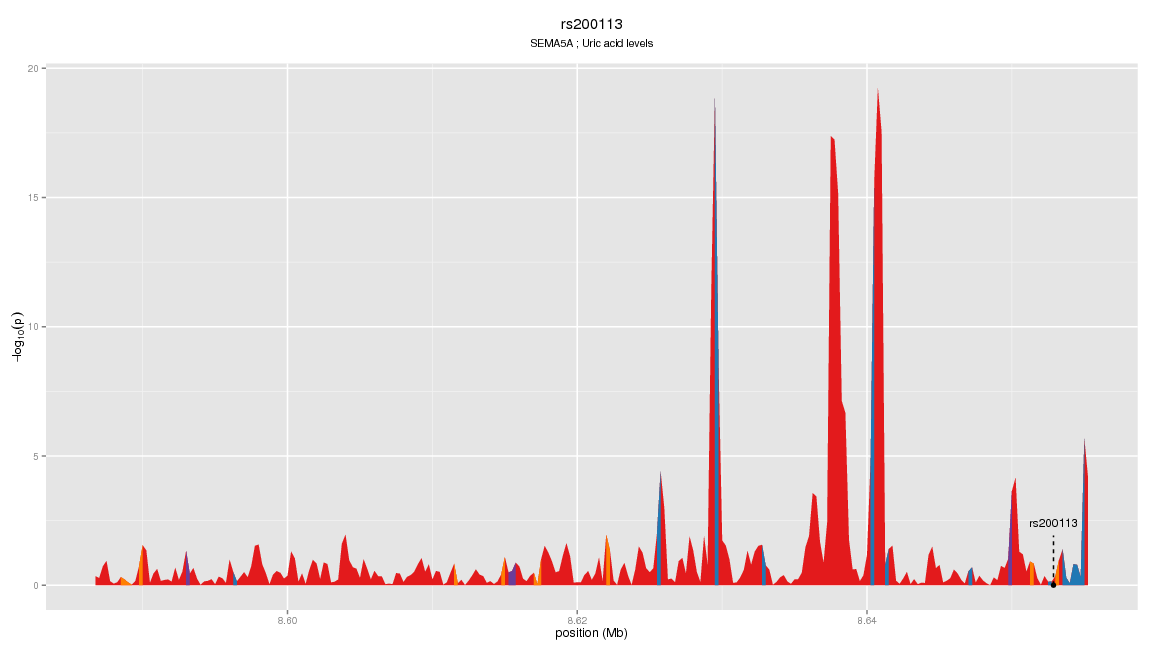 rs200113
SEMA5A ; Uric acid levels
20
15
10
5
0
−log10(p)
rs200113
8.60
8.62
8.64
position (Mb)